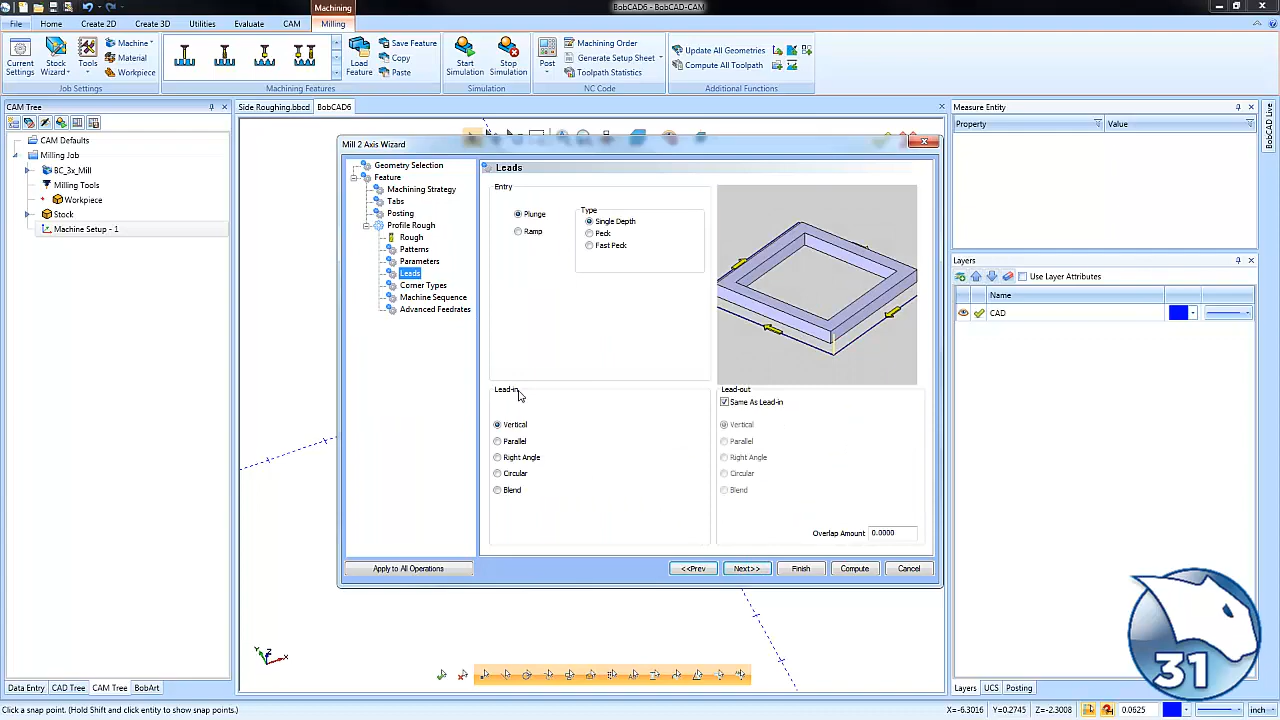 BobCAD6 - BobCAD-CAM
Machining
File Home Create 2D Create 3D Utilities Evaluate CAM Milling
Current Settings
Stock Wizard
Tools
Machine
Material
Workpiece
Load Feature
Save Feature
Copy
Paste
Start Simulation
Stop Simulation
Post
Machining Order
Generate Setup Sheet
Toolpath Statistics
Update All Geometries
Compute All Toolpath
Job Settings Machining Features Simulation NC Code Additional Functions
CAM Tree
Side Roughing.bbcd BobCAD6
CAM Defaults
Milling Job
BC_3x_Mill
Milling Tools
Workpiece
Stock
Machine Setup - 1
Mill 2 Axis Wizard
Geometry Selection
Feature
Machining Strategy
Tabs
Posting
Profile Rough
Rough
Patterns
Parameters
Leads
Corner Types
Machine Sequence
Advanced Feedrates
Leads
Entry
Plunge
Ramp
Type
Single Depth
Peck
Fast Peck
Lead-in
Vertical
Parallel
Right Angle
Circular
Blend
Lead-out
Same As Lead-in
Vertical
Parallel
Right Angle
Circular
Blend
Overlap Amount 0.0000
Apply to All Operations <<Prev Next>> Finish Compute Cancel
Measure Entity
Property Value
BobCAD Live
Layers
Use Layer Attributes
Name
CAD
31
Data Entry CAD Tree CAM Tree BobArt
Layers UCS Posting
Y Z X
Click a snap point. (Hold Shift and click entity to show snap points.)
X=-6.3016 Y=0.2745 Z=-2.3008 0.0625 inch